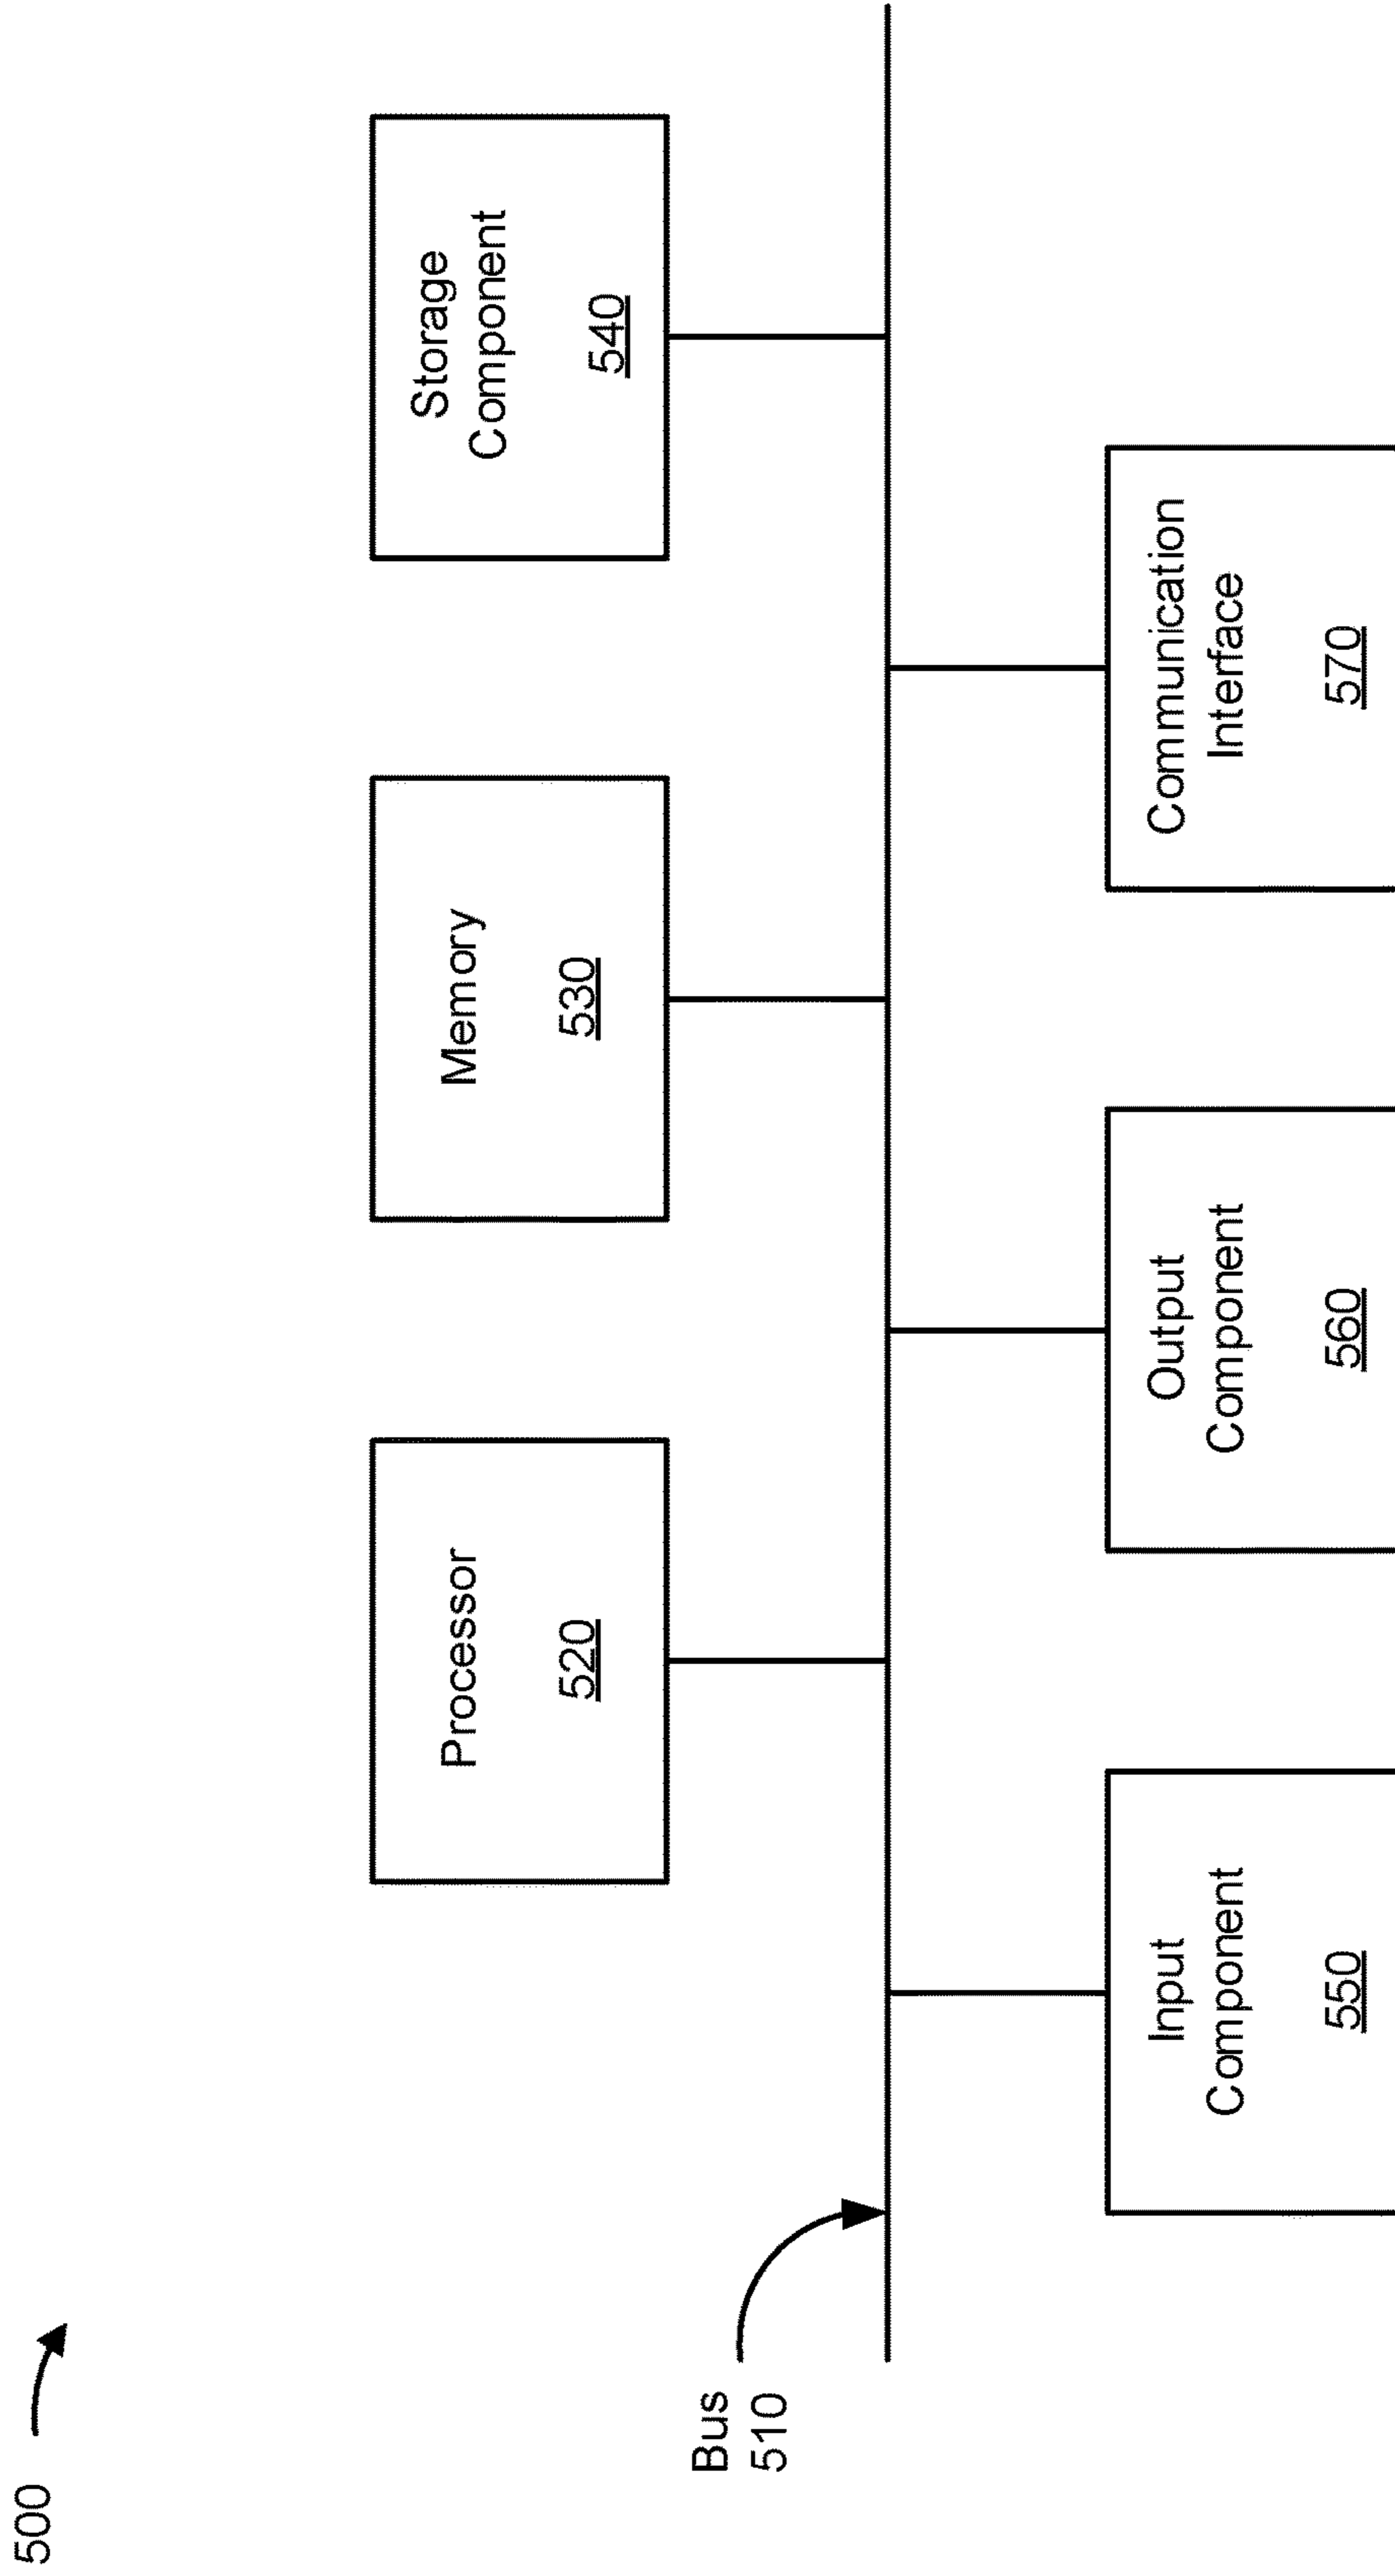 500
Processor
520
Memory
530
Storage
Component
540
Bus
510
Input
Component
550
Output
Component
560
Communication
Interface
570